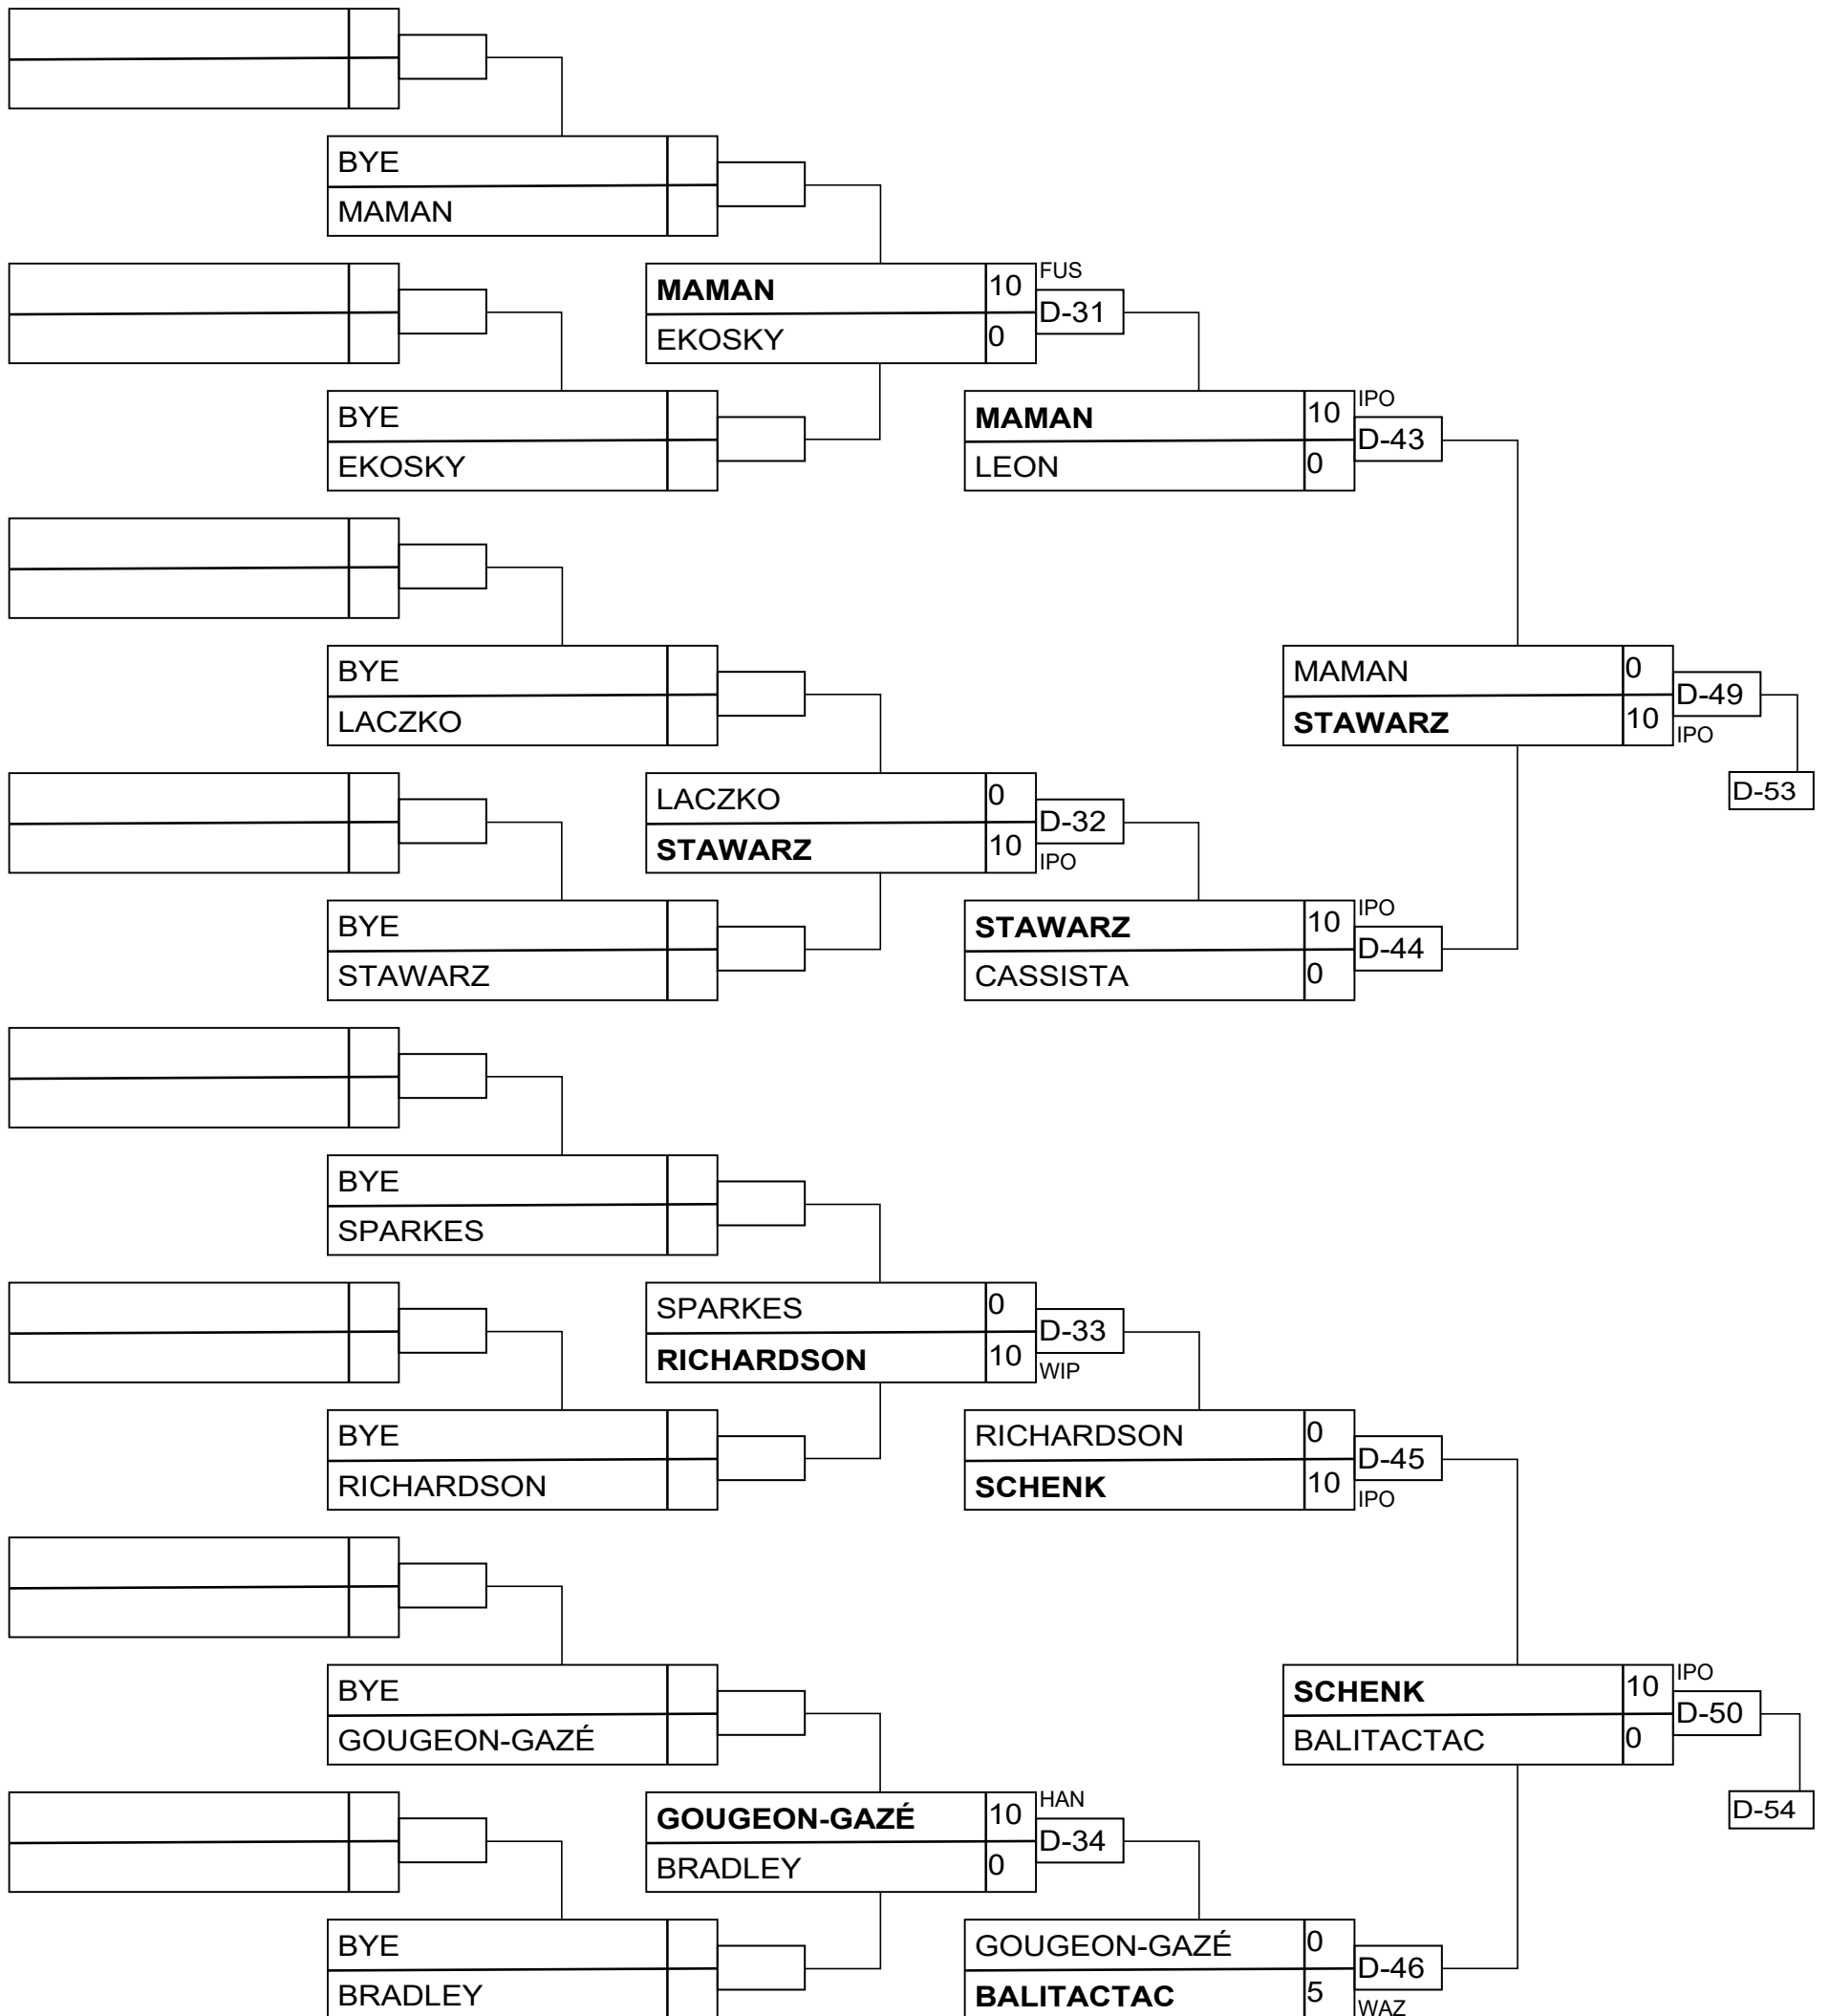 BYE
MAMAN
MAMAN 10 FUS
D-31
EKOSKY 0
BYE
EKOSKY
MAMAN 10 IPO
D-43
LEON 0
BYE
LACZKO
MAMAN 0
D-49
STAWARZ 10 IPO
D-53
LACZKO 0
D-32
STAWARZ 10 IPO
BYE
STAWARZ
STAWARZ 10 IPO
D-44
CASSISTA 0
BYE
SPARKES
SPARKES 0
D-33
RICHARDSON 10 WIP
BYE
RICHARDSON
RICHARDSON 0
D-45
SCHENK 10 IPO
BYE
GOUGEON-GAZÉ
SCHENK 10 IPO
D-50
BALITACTAC 0
D-54
GOUGEON-GAZÉ 10 HAN
D-34
BRADLEY 0
BYE
BRADLEY
GOUGEON-GAZÉ 0
D-46
BALITACTAC 5 WAZ